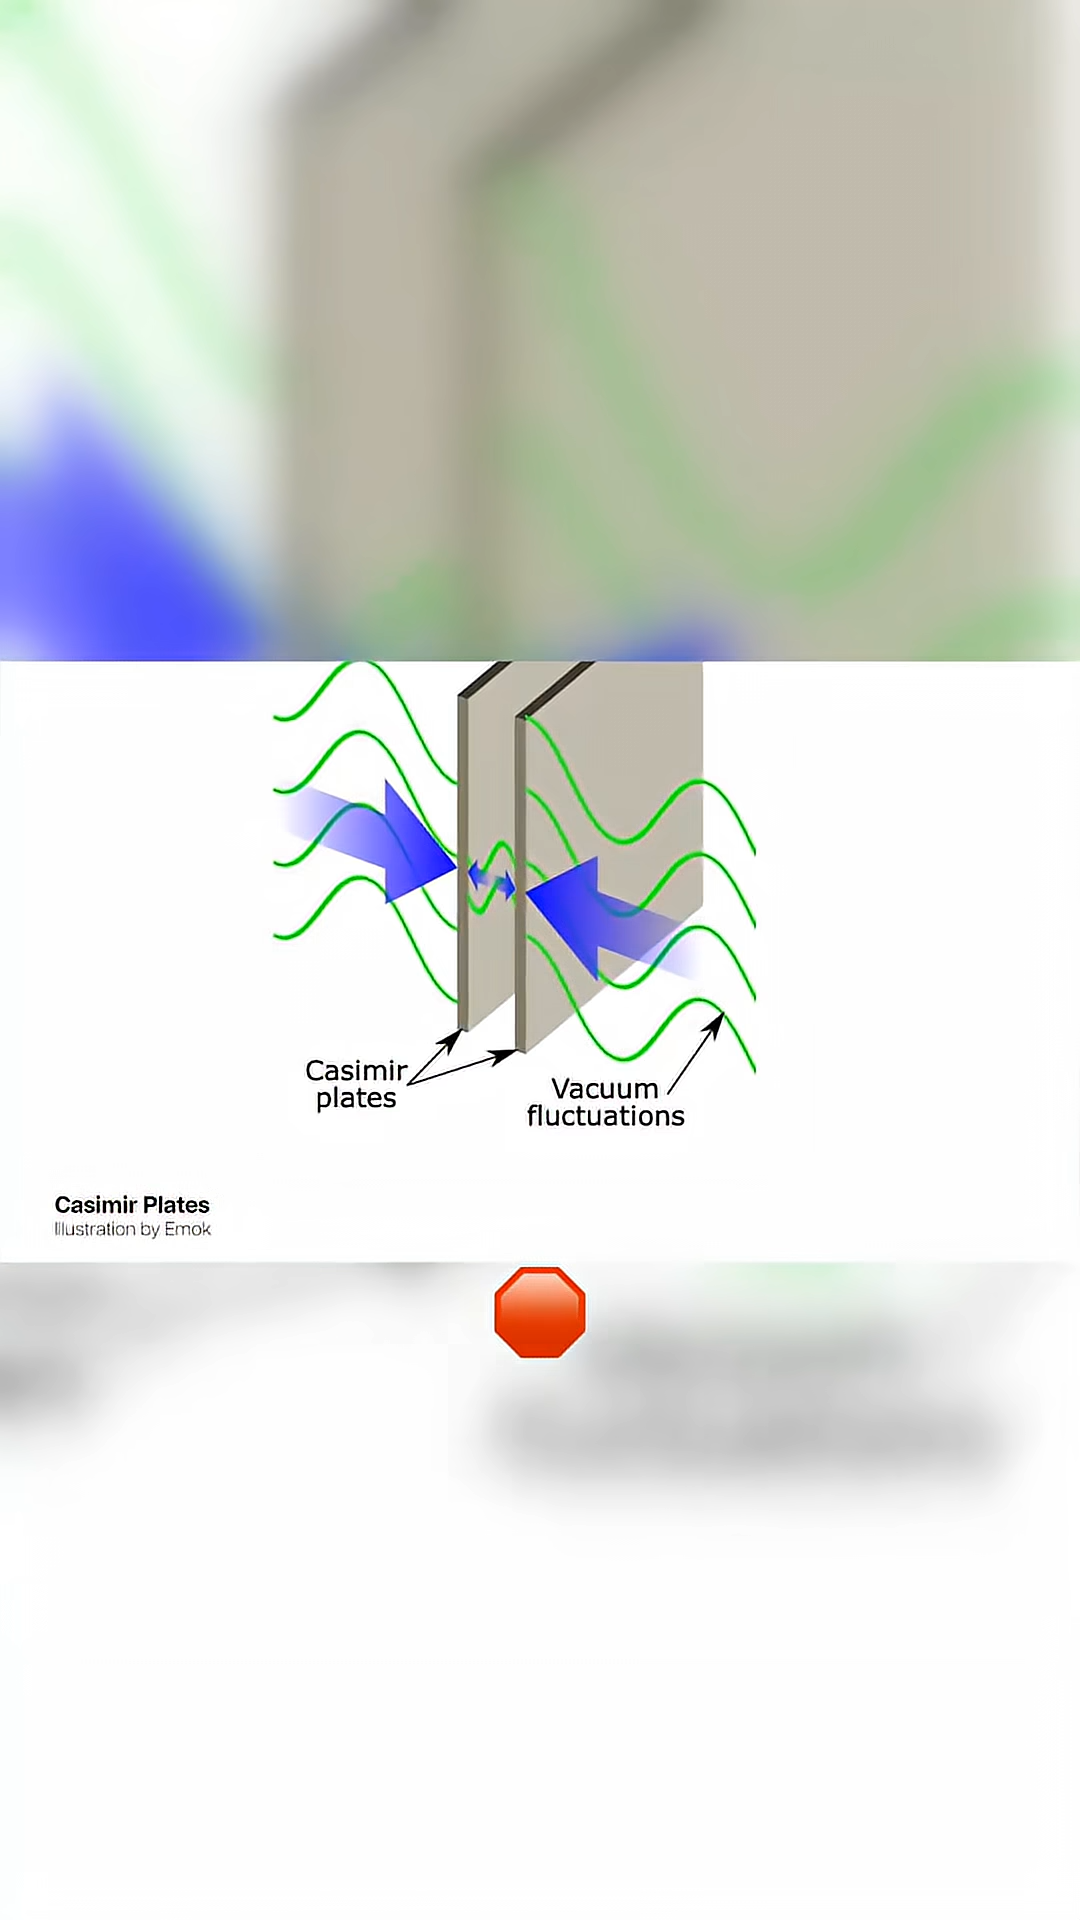 Casimir
plates
Vacuum
fluctuations
Casimir Plates
Illustration by Emok